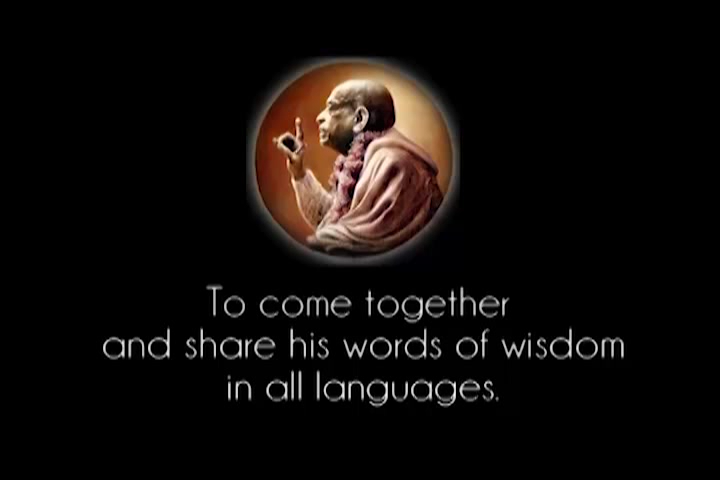 To come together
and share his words of wisdom
in all languages.